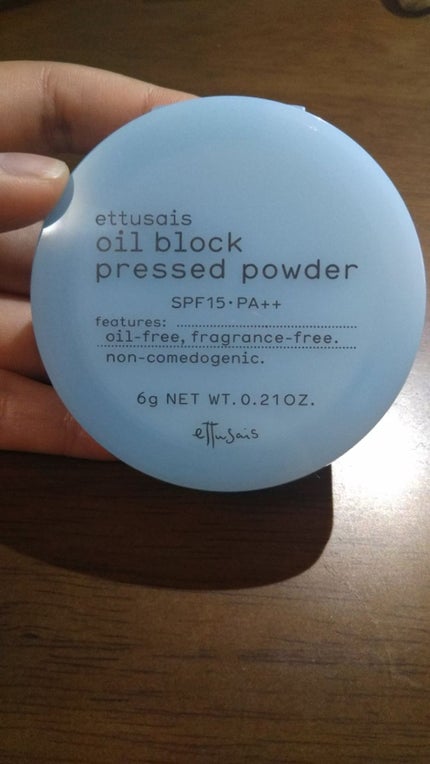 ettusais
oil block
pressed powder
SPF15・PA++
features:
oil-free, fragrance-free.
non-comedogenic.
6g NET WT. 0.21OZ.
ettusais